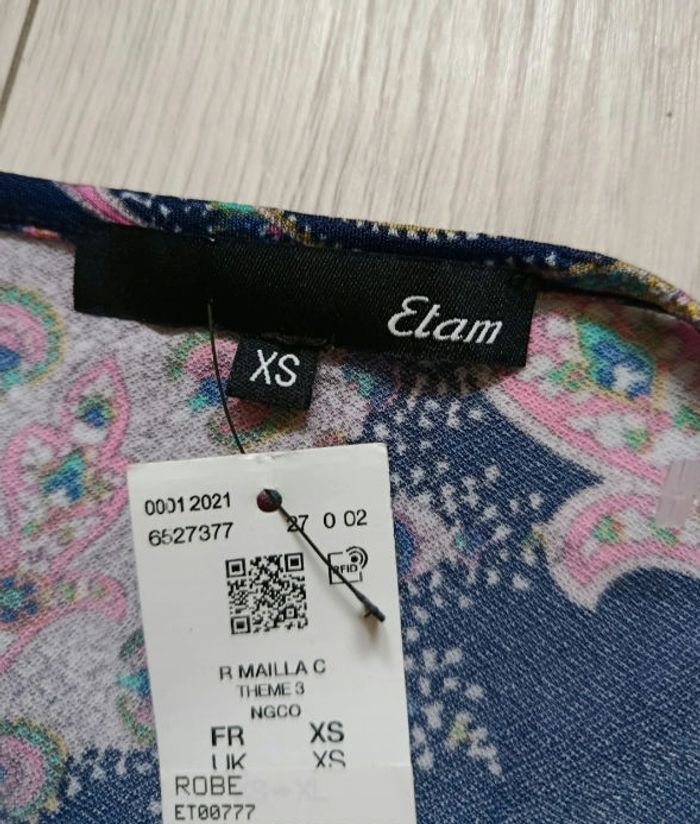 Etam
XS
0001 2021
6527377 27 0 02
RFID
R MAILLA C
THEME 3
NGCO
FR XS
UK XS
ROBE
ET00777